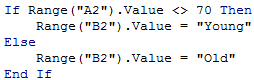 If Range("A2").Value <> 70 Then
    Range("B2").Value = "Young"
Else
    Range("B2").Value = "Old"
End If